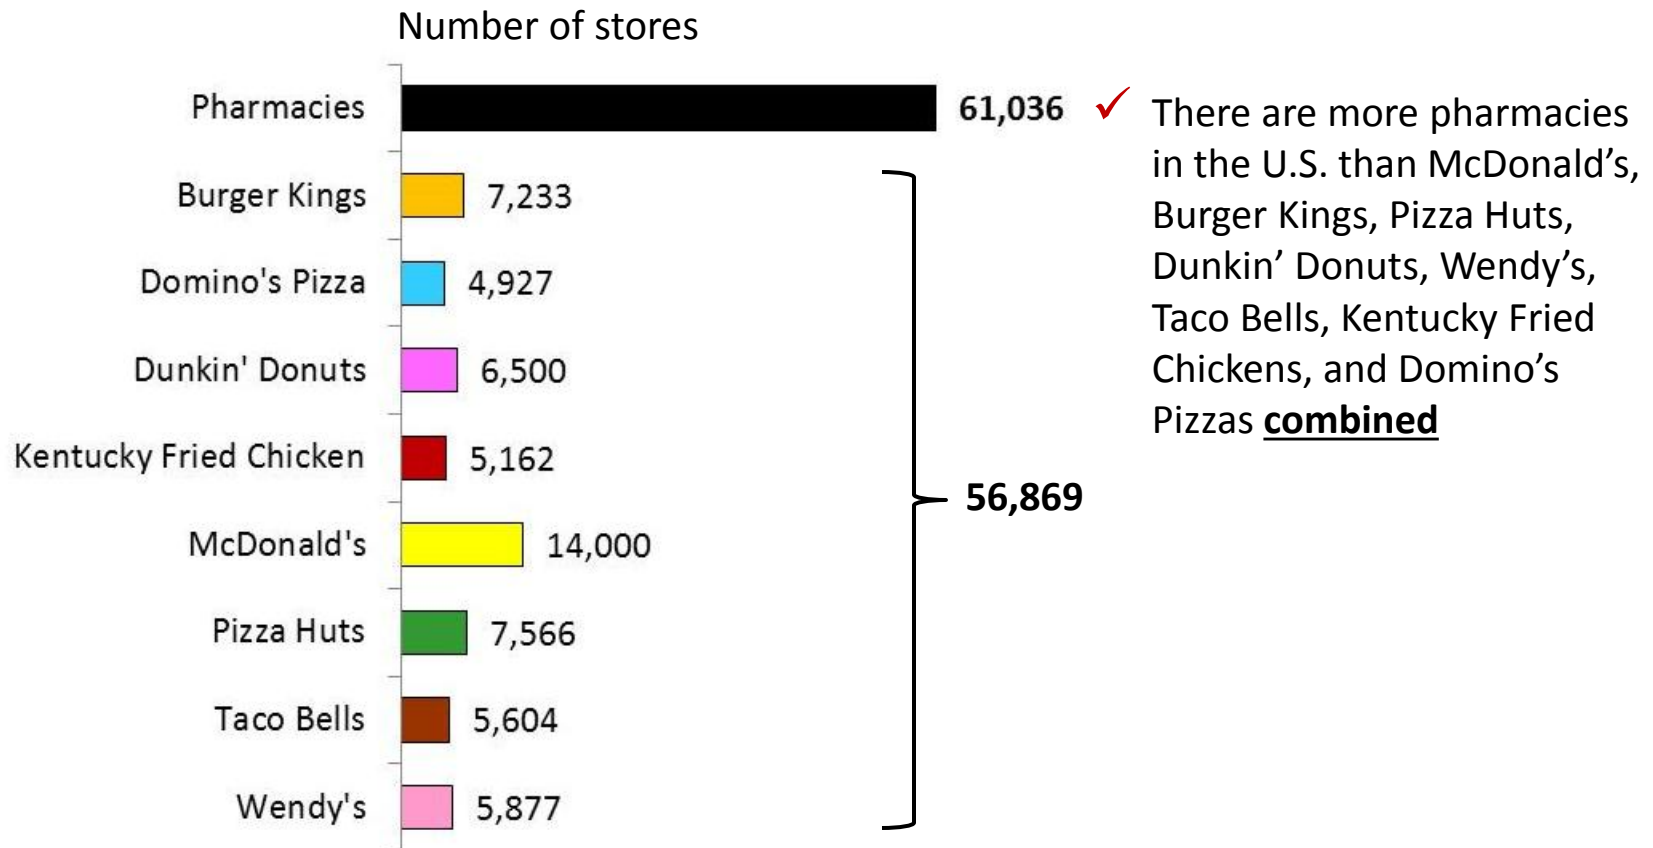 Number of stores
Pharmacies 61,036
Burger Kings 7,233
Domino's Pizza 4,927
Dunkin' Donuts 6,500
Kentucky Fried Chicken 5,162
McDonald's 14,000
Pizza Huts 7,566
Taco Bells 5,604
Wendy's 5,877
56,869
✓ There are more pharmacies
in the U.S. than McDonald’s,
Burger Kings, Pizza Huts,
Dunkin’ Donuts, Wendy’s,
Taco Bells, Kentucky Fried
Chickens, and Domino’s
Pizzas combined